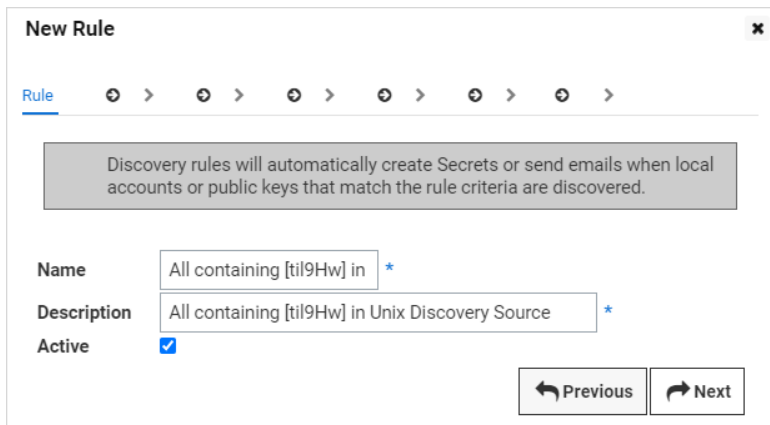 New Rule
Rule
Discovery rules will automatically create Secrets or send emails when local
accounts or public keys that match the rule criteria are discovered.
Name All containing [til9Hw] in *
Description All containing [til9Hw] in Unix Discovery Source *
Active
Previous Next